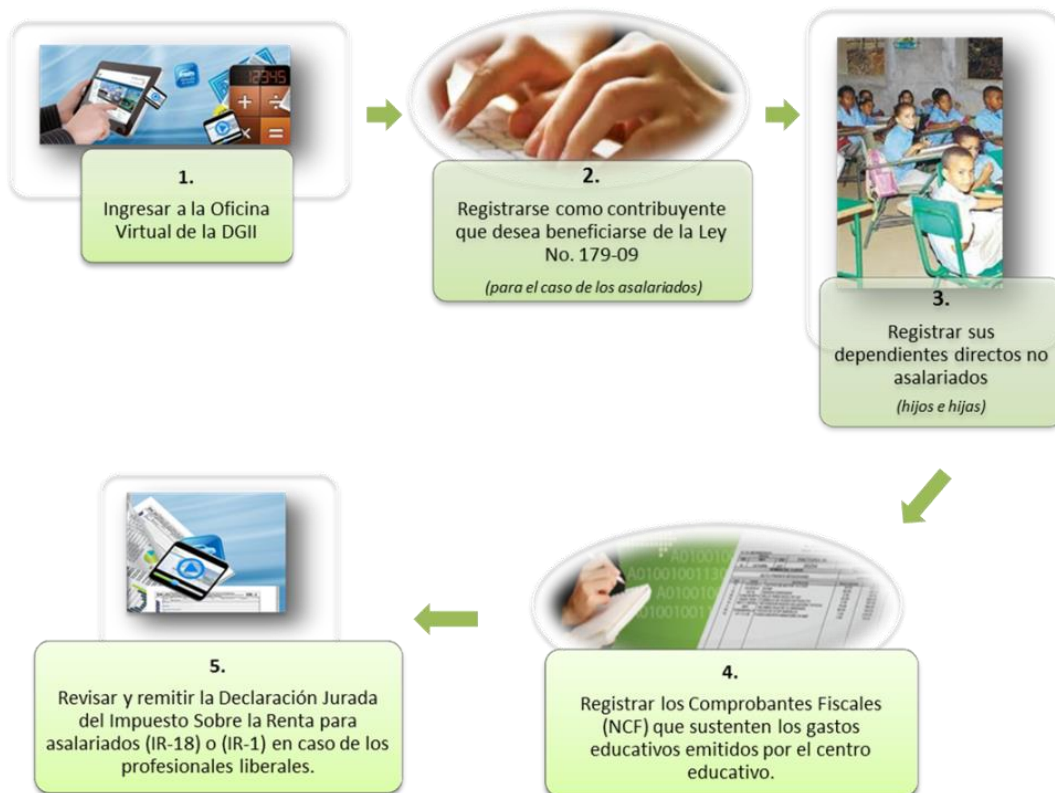 12345
1.
Ingresar a la Oficina
Virtual de la DGII
2.
Registrarse como contribuyente
que desea beneficiarse de la Ley
No. 179-09
(para el caso de los asalariados)
3.
Registrar sus
dependientes directos no
asalariados
(hijos e hijas)
4.
Registrar los Comprobantes Fiscales
(NCF) que sustenten los gastos
educativos emitidos por el centro
educativo.
5.
Revisar y remitir la Declaración Jurada
del Impuesto Sobre la Renta para
asalariados (IR-18) o (IR-1) en caso de los
profesionales liberales.